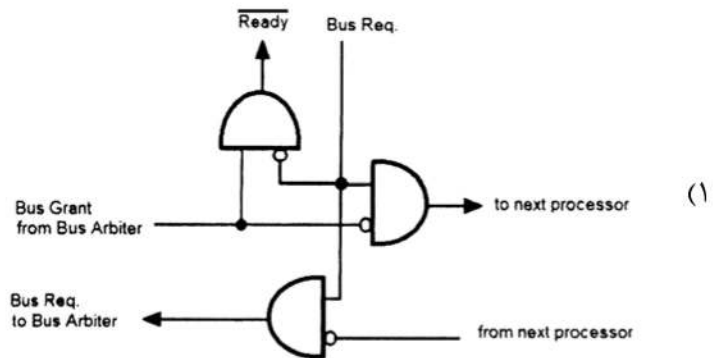 Ready
Bus Req.
Bus Grant
from Bus Arbiter
to next processor
(۱
Bus Req.
to Bus Arbiter
from next processor